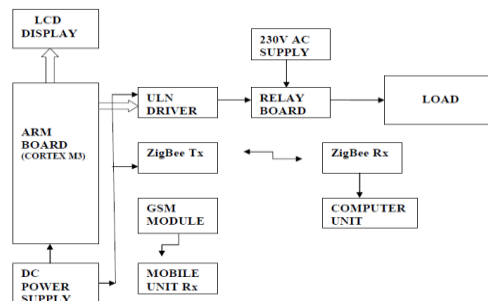 LCD
DISPLAY
230V AC
SUPPLY
ULN
DRIVER
RELAY
BOARD
LOAD
ARM
BOARD
(CORTEX M3)
ZigBee Tx
ZigBee Rx
GSM
MODULE
COMPUTER
UNIT
DC
POWER
SUPPLY
MOBILE
UNIT Rx